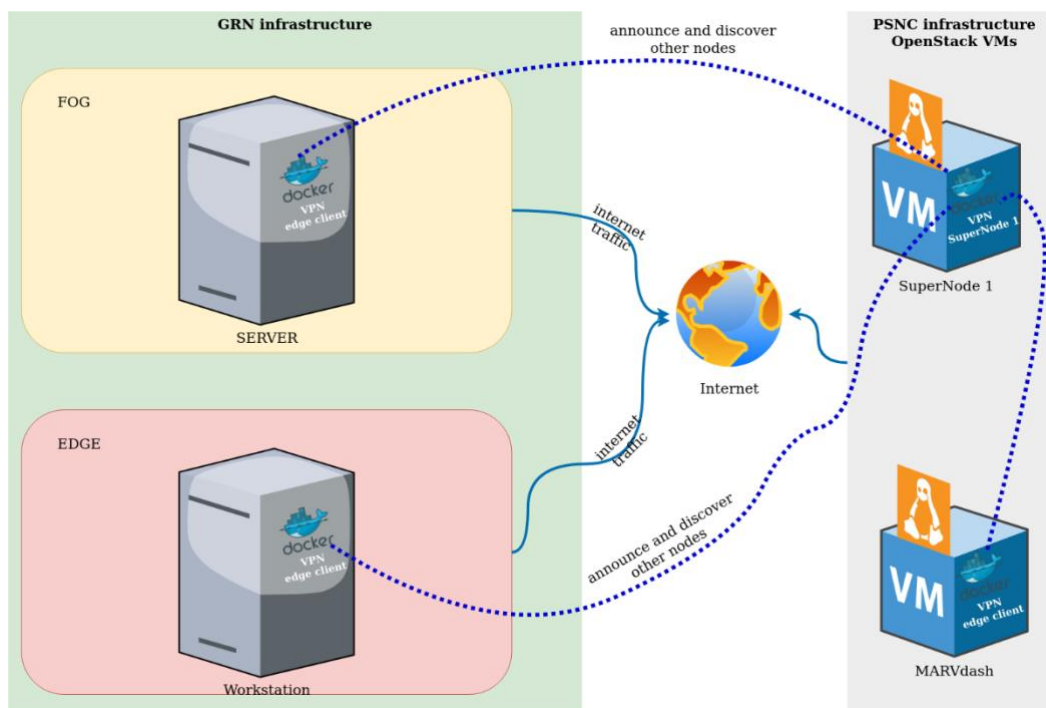 GRN infrastructure
announce and discover
other nodes
PSNC infrastructure
OpenStack VMs
FOG
docker
VPN
edge client
SERVER
internet
traffic
VM
docker
VPN
SuperNode 1
SuperNode 1
Internet
EDGE
internet
traffic
docker
VPN
edge client
Workstation
announce and discover
other nodes
VM
docker
VPN
edge client
MARVdash